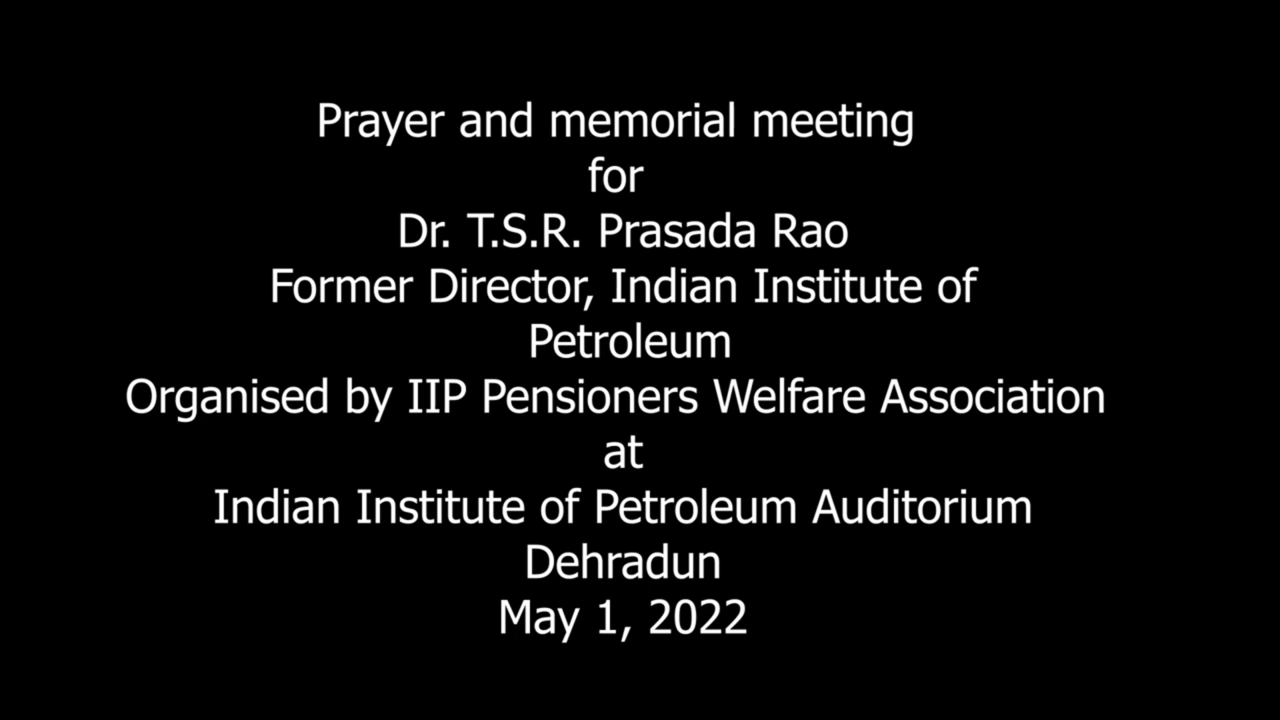 Prayer and memorial meeting
for
Dr. T.S.R. Prasada Rao
Former Director, Indian Institute of
Petroleum
Organised by IIP Pensioners Welfare Association
at
Indian Institute of Petroleum Auditorium
Dehradun
May 1, 2022